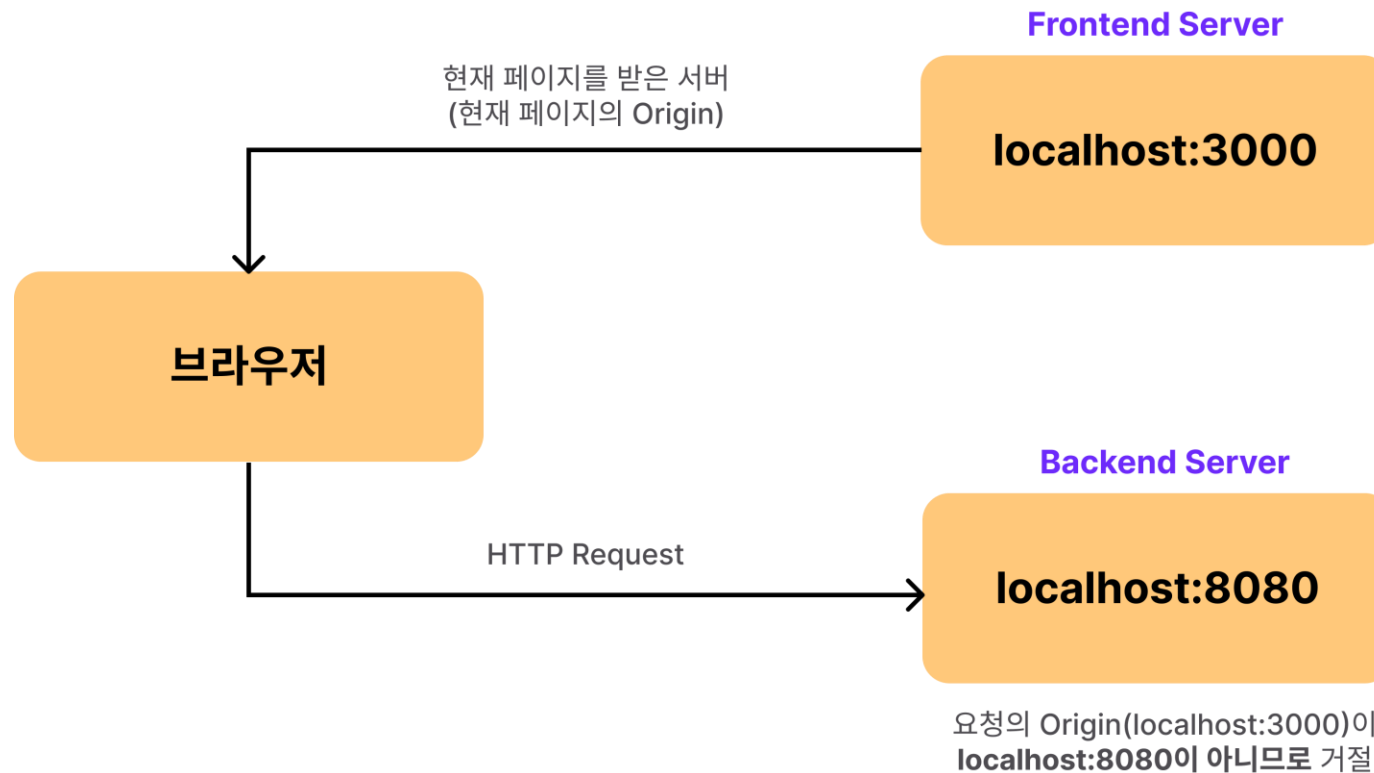 Frontend Server
현재 페이지를 받은 서버
(현재 페이지의 Origin)
localhost:3000
브라우저
Backend Server
HTTP Request
localhost:8080
요청의 Origin(localhost:3000)이
localhost:8080이 아니므로 거절